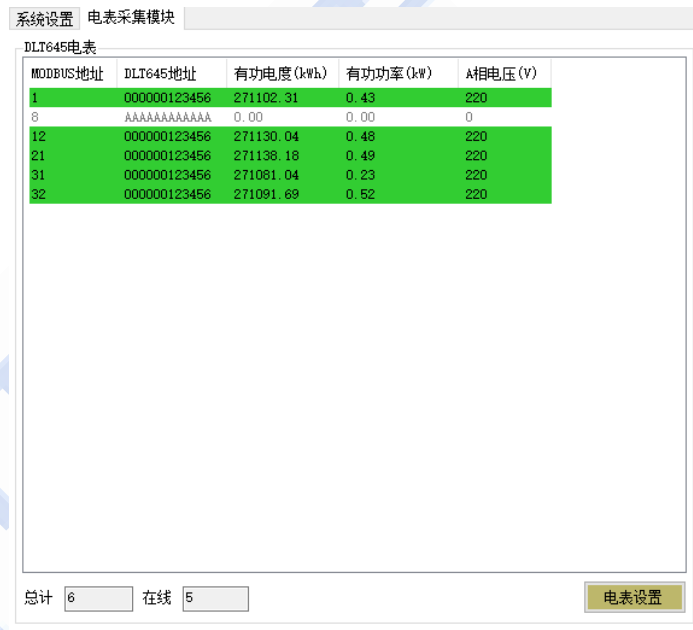 系统设置 电表采集模块
DLT645电表
MODBUS地址 DLT645地址 有功电度(kWh) 有功功率(kW) A相电压(V)
1 000000123456 271102.31 0.43 220
8 AAAAAAAAAAAA 0.00 0.00 0
12 000000123456 271130.04 0.48 220
21 000000123456 271138.18 0.49 220
31 000000123456 271081.04 0.23 220
32 000000123456 271091.69 0.52 220
总计 6 在线 5 电表设置